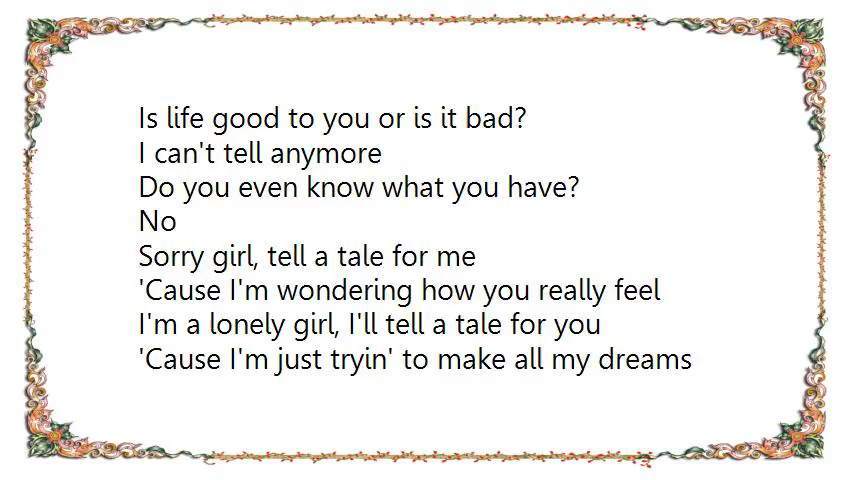 Is life good to you or is it bad?
I can't tell anymore
Do you even know what you have?
No
Sorry girl, tell a tale for me
'Cause I'm wondering how you really feel
I'm a lonely girl, I'll tell a tale for you
'Cause I'm just tryin' to make all my dreams